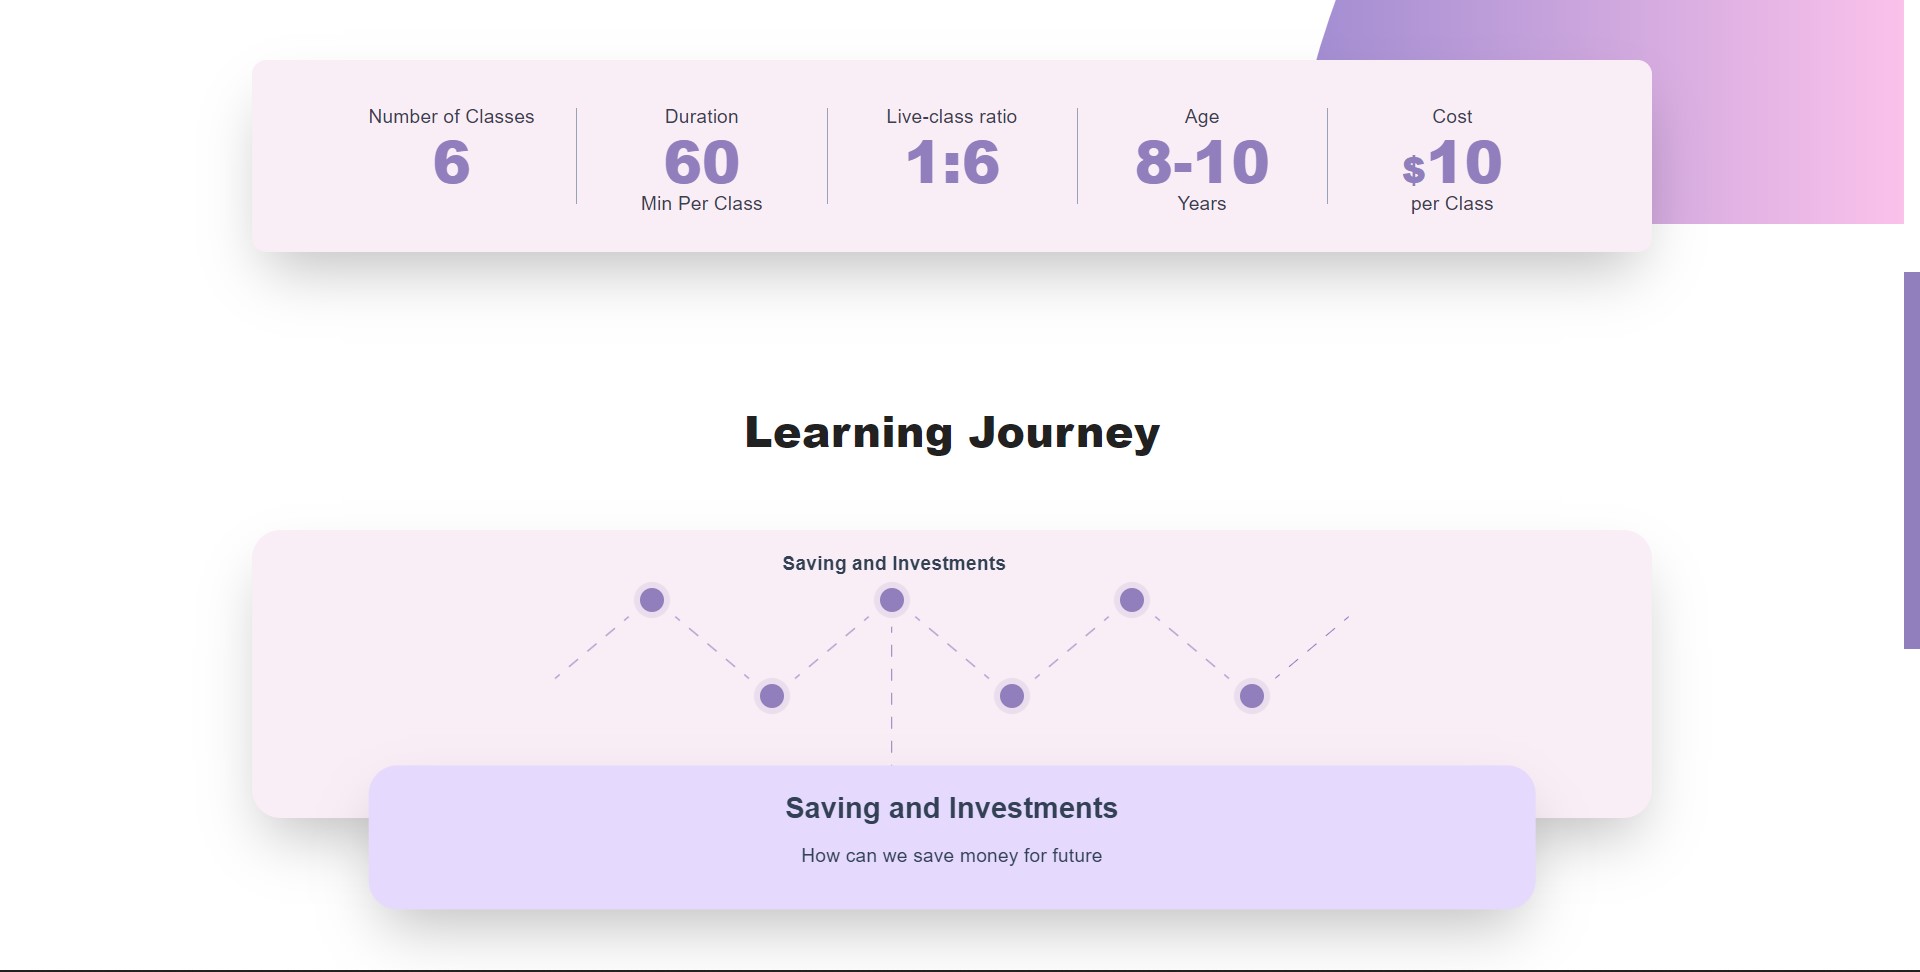 Number of Classes
6
Duration
60
Min Per Class
Live-class ratio
1:6
Age
8-10
Years
Cost
$10
per Class
Learning Journey
Saving and Investments
Saving and Investments
How can we save money for future